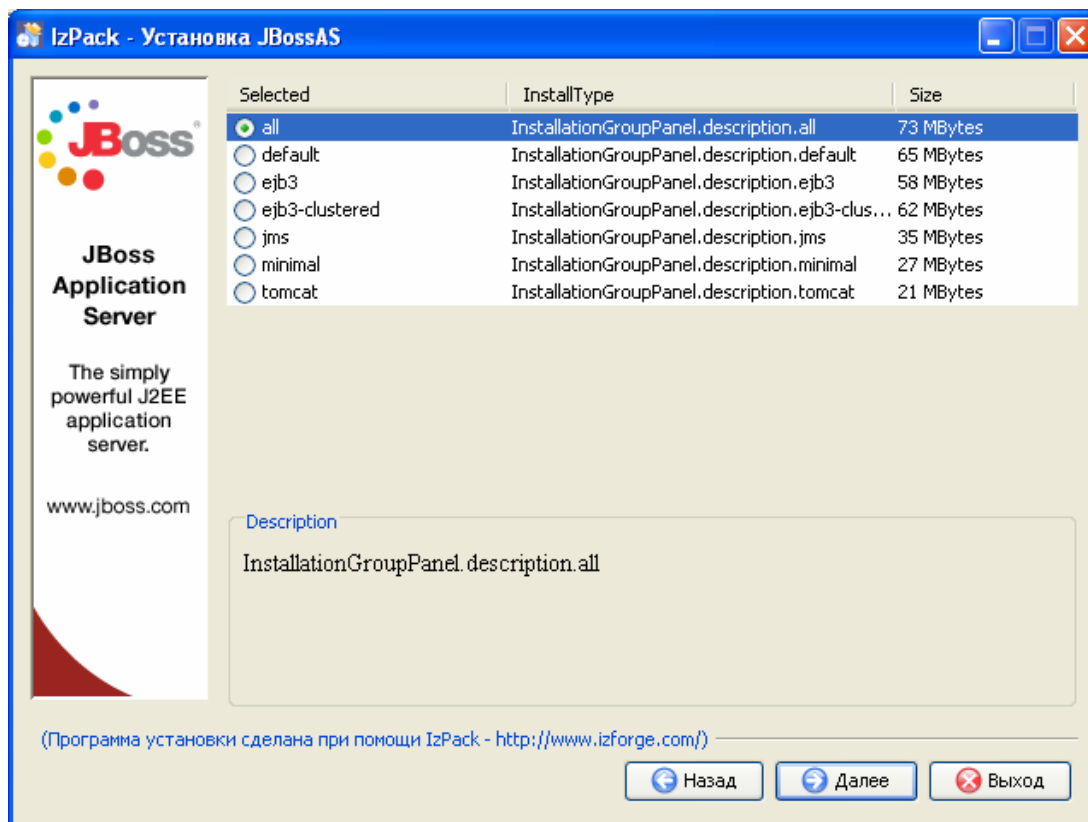 IzPack - Установка JBossAS
JBoss®
JBoss
Application
Server
The simply
powerful J2EE
application
server.
www.jboss.com
Selected InstallType Size
all InstallationGroupPanel.description.all 73 MBytes
default InstallationGroupPanel.description.default 65 MBytes
ejb3 InstallationGroupPanel.description.ejb3 58 MBytes
ejb3-clustered InstallationGroupPanel.description.ejb3-clus... 62 MBytes
jms InstallationGroupPanel.description.jms 35 MBytes
minimal InstallationGroupPanel.description.minimal 27 MBytes
tomcat InstallationGroupPanel.description.tomcat 21 MBytes
Description
InstallationGroupPanel.description.all
(Программа установки сделана при помощи IzPack - http://www.izforge.com/)
Назад Далее Выход